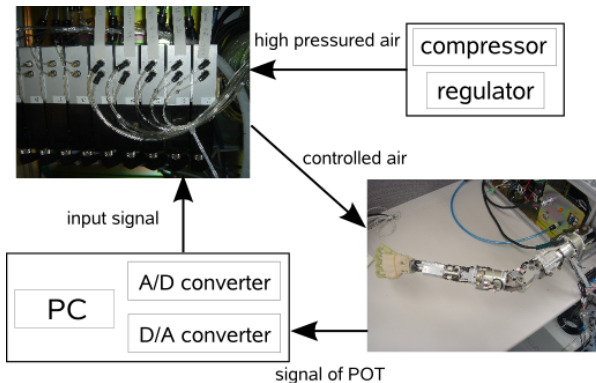 high pressured air
compressor
regulator
controlled air
input signal
PC
A/D converter
D/A converter
signal of POT